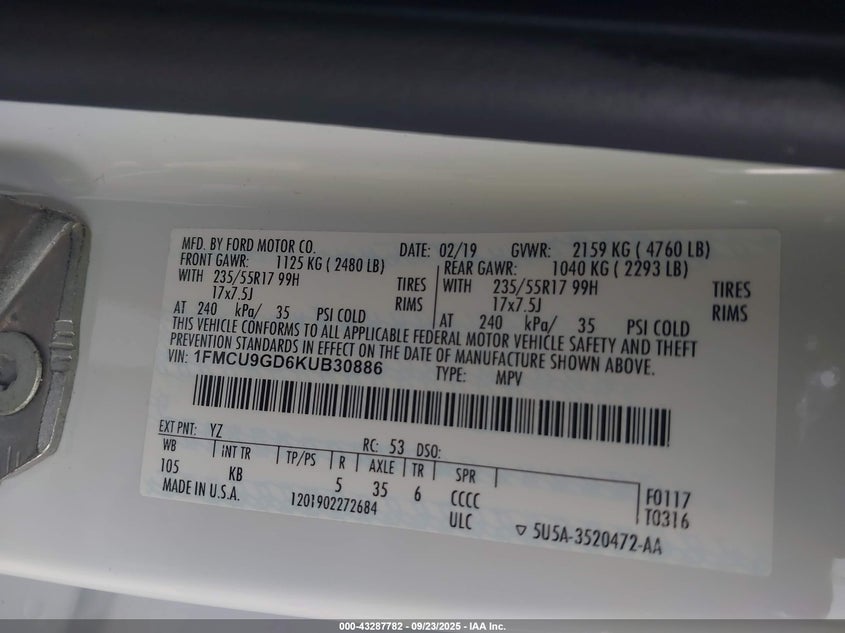 MFD. BY FORD MOTOR CO. DATE: 02/19 GVWR: 2159 KG ( 4760 LB)
FRONT GAWR: 1125 KG ( 2480 LB) REAR GAWR: 1040 KG ( 2293 LB)
WITH 235/55R17 99H TIRES WITH 235/55R17 99H TIRES
17x7.5J RIMS 17x7.5J RIMS
AT 240 kPa/ 35 PSI COLD AT 240 kPa/ 35 PSI COLD
THIS VEHICLE CONFORMS TO ALL APPLICABLE FEDERAL MOTOR VEHICLE SAFETY AND THEFT
PREVENTION STANDARDS IN EFFECT ON THE DATE OF MANUFACTURE SHOWN ABOVE.
VIN: 1FMCU9GD6KUB30886 TYPE: MPV
EXT PNT: YZ RC: 53 DSO:
WB INT TR TP/PS R AXLE TR SPR
105 KB 5 35 6 CCCC F0117
MADE IN U.S.A. 1201902272684 ULC T0316
▽ 5U5A-3520472-AA
000-43287782 - 09/23/2025 - IAA Inc.